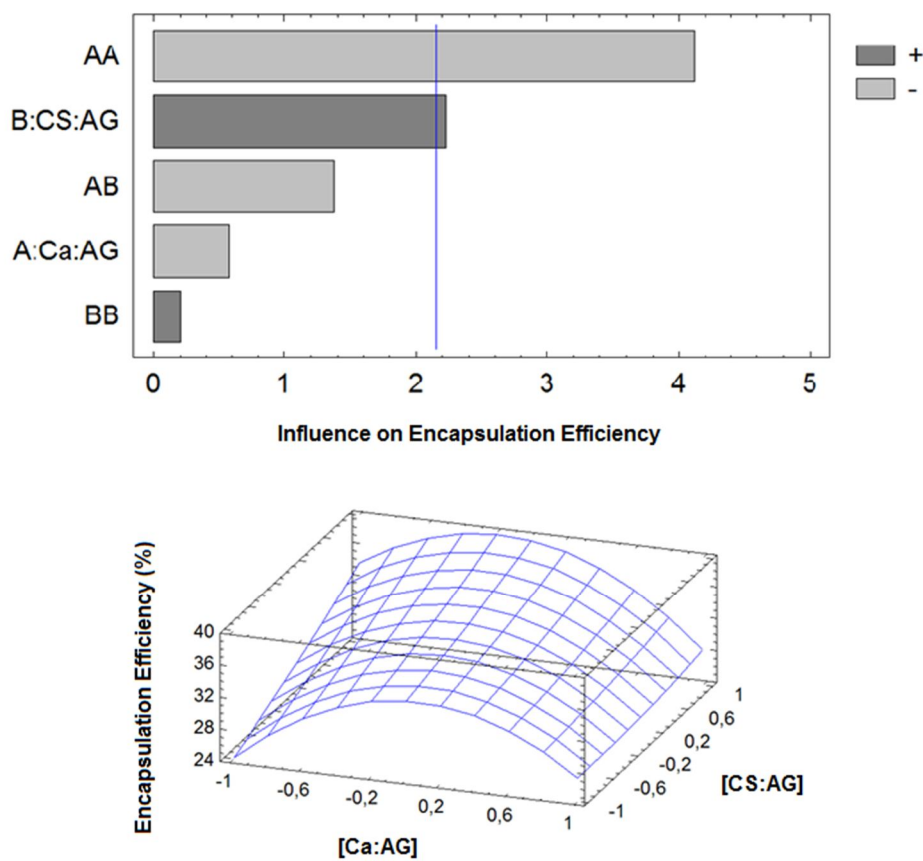 AA
B:CS:AG
AB
A:Ca:AG
BB
+
-
0 1 2 3 4 5
Influence on Encapsulation Efficiency
Encapsulation Efficiency (%)
40
36
32
28
24
-1 -0,6 -0,2 0,2 0,6 1
[Ca:AG]
1
0,6
0,2
-0,2
-0,6
-1
[CS:AG]